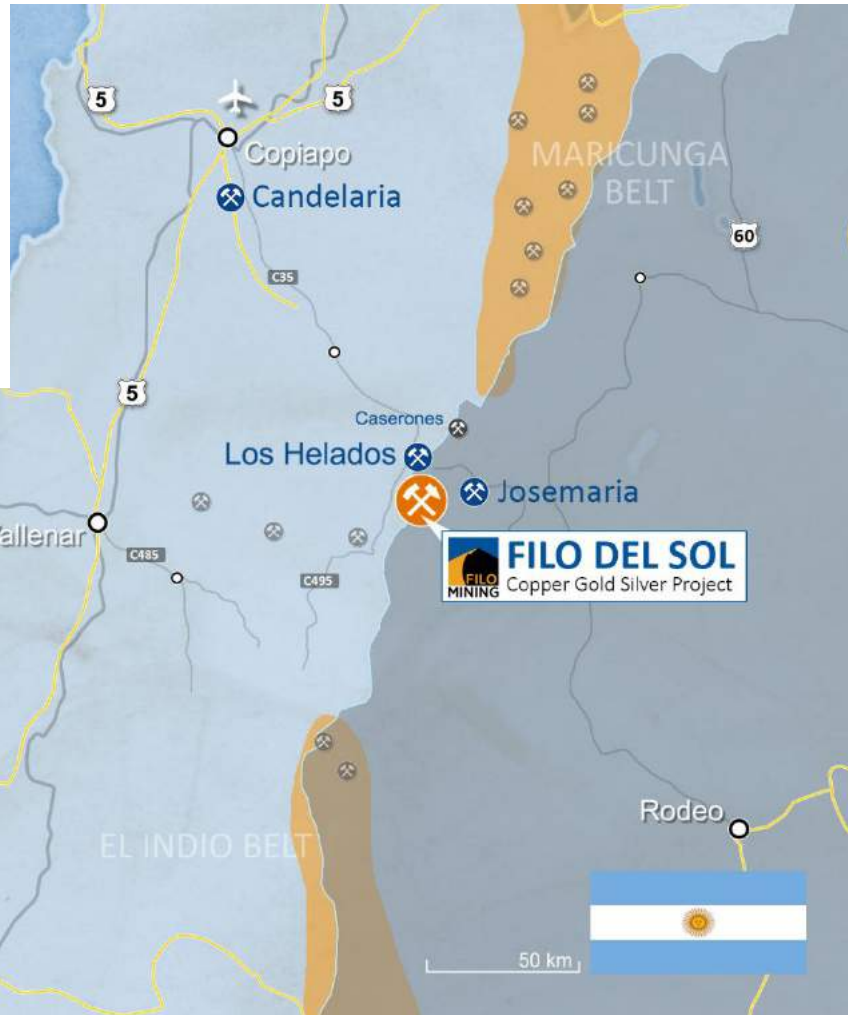 5
5
Copiapo
MARICUNGA
BELT
Candelaria
60
C35
5
Caserones
Los Helados
Josemaria
allenar
FILO DEL SOL
Copper Gold Silver Project
FILO
MINING
C485
C495
Rodeo
EL INDIO BELT
50 km